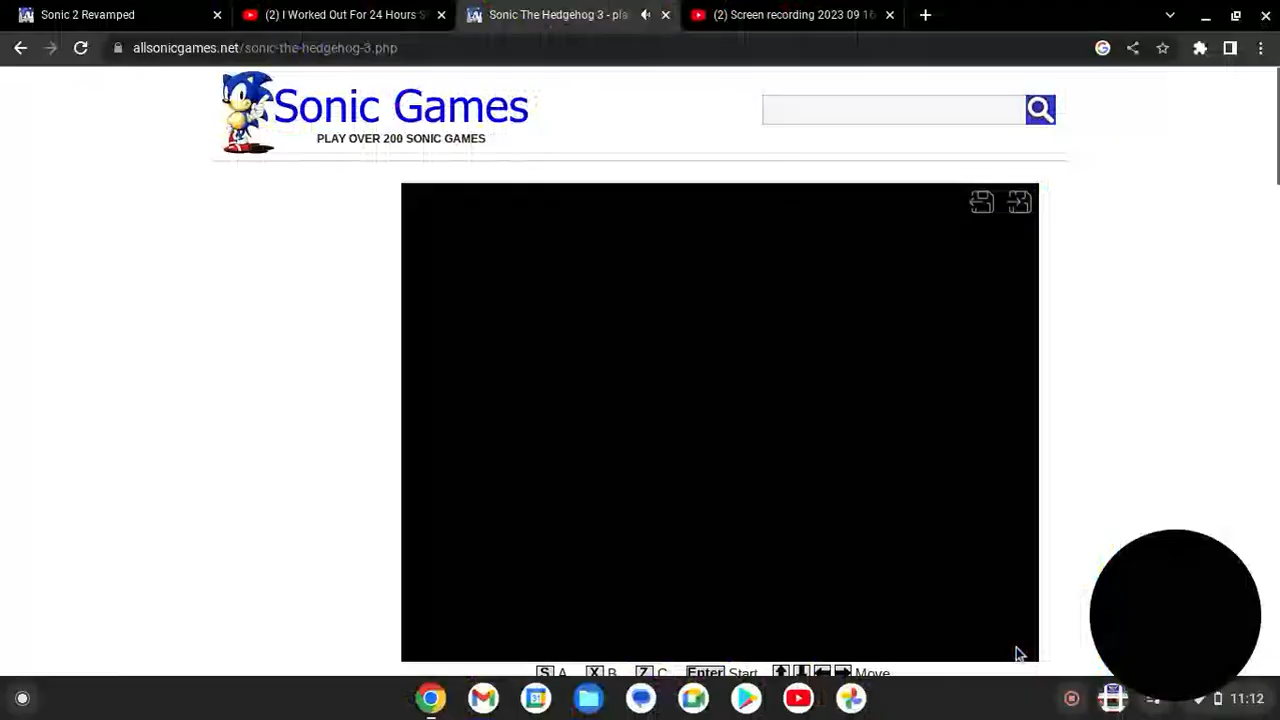 Sonic 2 Revamped
(2) I Worked Out For 24 Hours S
Sonic The Hedgehog 3 - pla
(2) Screen recording 2023 09 16
allsonicgames.net/sonic-the-hedgehog-3.php
Sonic Games
PLAY OVER 200 SONIC GAMES
S A X B Z C Enter Start Move
31
11:12